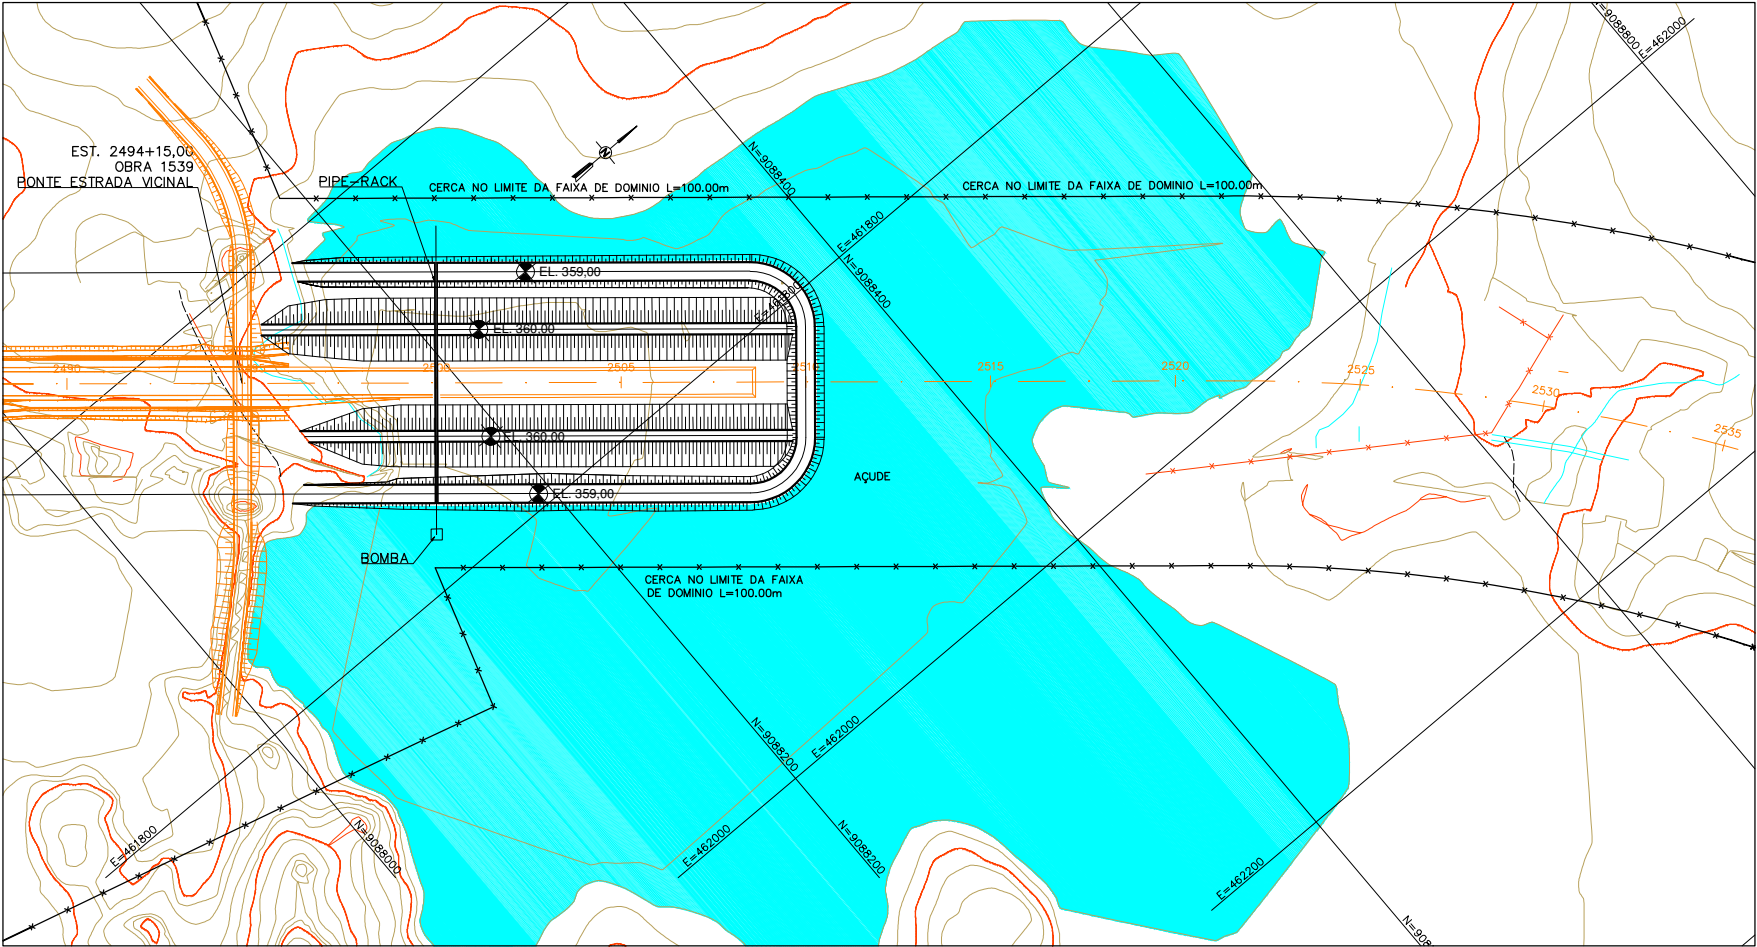 N=9088800
E=462000
EST. 2494+15,00
OBRA 1539
PONTE ESTRADA VICINAL
PIPE-RACK
N
N=9088400
CERCA NO LIMITE DA FAIXA DE DOMINIO L=100.00m
CERCA NO LIMITE DA FAIXA DE DOMINIO L=100.00m
E=461800
N=9088400
EL. 359,00
EL. 360,00
2490
2505
2515
2520
2525
2530
2535
EL. 360,00
AÇUDE
EL. 359,00
BOMBA
CERCA NO LIMITE DA FAIXA
DE DOMINIO L=100.00m
N=9088200
E=462000
E=461800
N=9088000
E=462000
N=9088200
E=462200